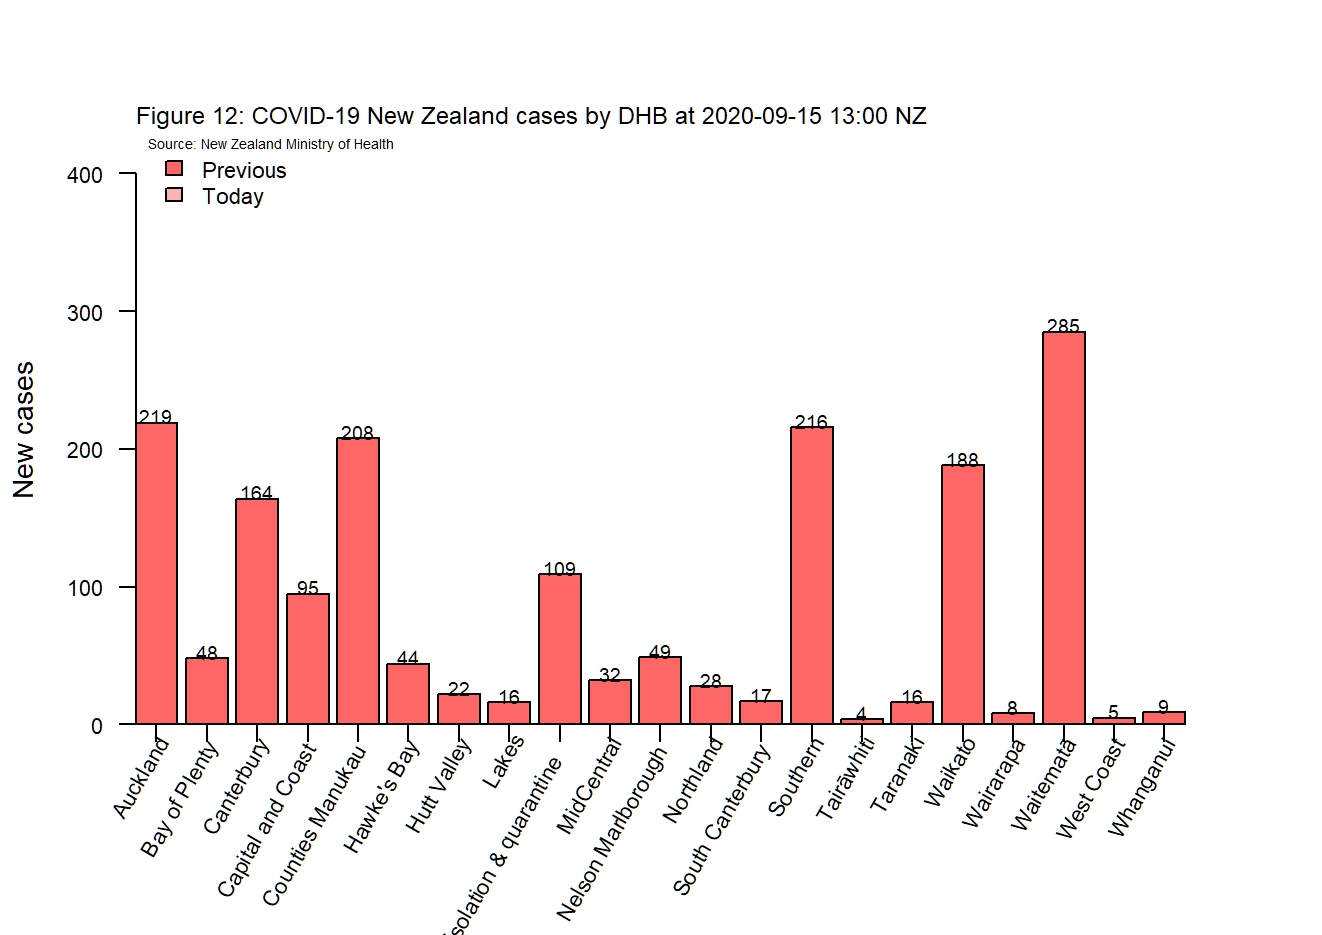 Figure 12: COVID-19 New Zealand cases by DHB at 2020-09-15 13:00 NZ
Source: New Zealand Ministry of Health
Previous
Today
New cases
400
300
200
100
0
219
48
164
95
208
44
22
16
109
32
49
28
17
216
4
16
188
8
285
5
9
Auckland
Bay of Plenty
Canterbury
Capital and Coast
Counties Manukau
Hawke's Bay
Hutt Valley
Lakes
solation & quarantine
MidCentral
Nelson Marlborough
Northland
South Canterbury
Southern
Tairāwhiti
Taranaki
Waikato
Wairarapa
Waitematā
West Coast
Whanganui